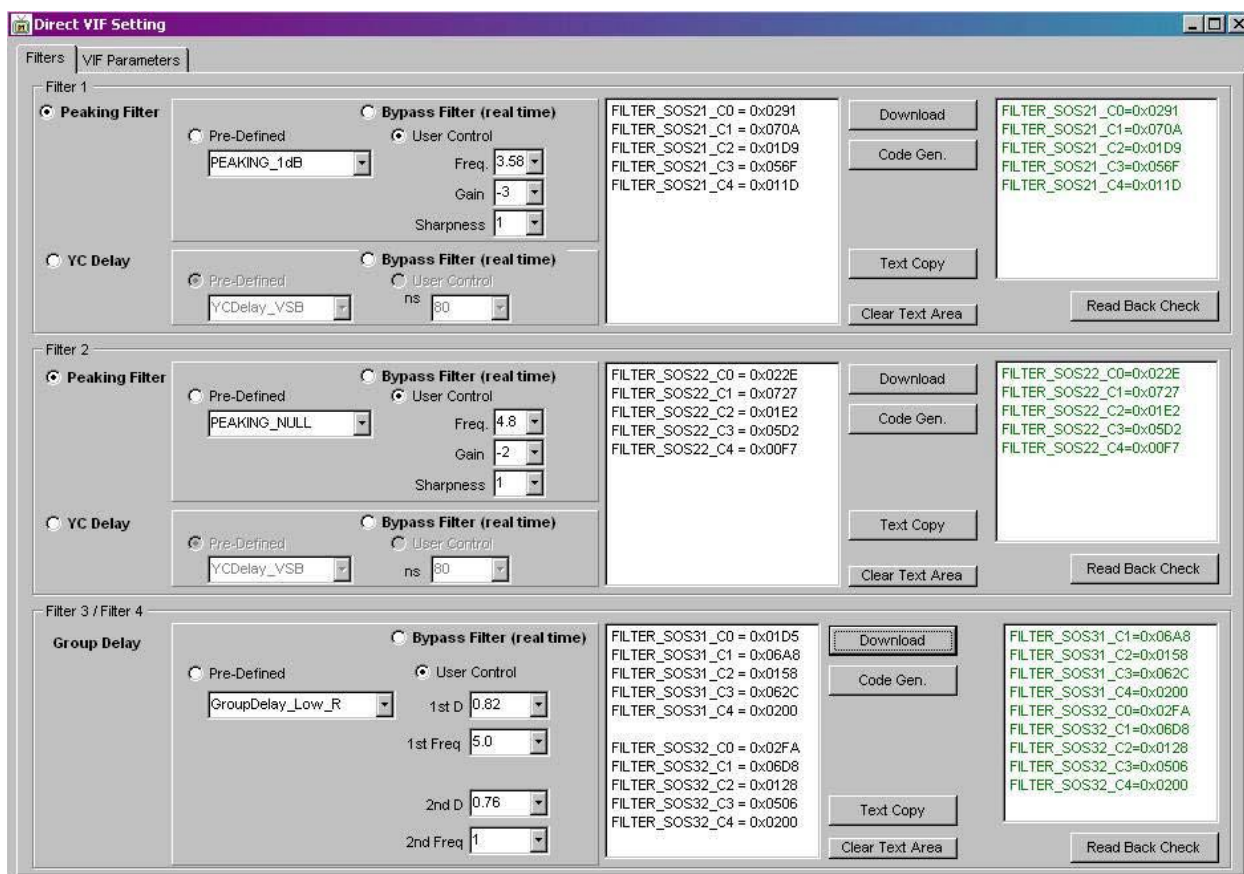 Direct VIF Setting
Filters VIF Parameters
Filter 1
Peaking Filter
Bypass Filter (real time)
Pre-Defined
User Control
PEAKING_1dB
Freq. 3.58
Gain -3
Sharpness 1
YC Delay
Bypass Filter (real time)
Pre-Defined
User Control
YCDelay_VSB
ns 80
FILTER_SOS21_C0 = 0x0291
FILTER_SOS21_C1 = 0x070A
FILTER_SOS21_C2 = 0x01D9
FILTER_SOS21_C3 = 0x056F
FILTER_SOS21_C4 = 0x011D
Download
Code Gen.
Text Copy
Clear Text Area
FILTER_SOS21_C0=0x0291
FILTER_SOS21_C1=0x070A
FILTER_SOS21_C2=0x01D9
FILTER_SOS21_C3=0x056F
FILTER_SOS21_C4=0x011D
Read Back Check
Filter 2
Peaking Filter
Bypass Filter (real time)
Pre-Defined
User Control
PEAKING_NULL
Freq. 4.8
Gain -2
Sharpness 1
YC Delay
Bypass Filter (real time)
Pre-Defined
User Control
YCDelay_VSB
ns 80
FILTER_SOS22_C0 = 0x022E
FILTER_SOS22_C1 = 0x0727
FILTER_SOS22_C2 = 0x01E2
FILTER_SOS22_C3 = 0x05D2
FILTER_SOS22_C4 = 0x00F7
Download
Code Gen.
Text Copy
Clear Text Area
FILTER_SOS22_C0=0x022E
FILTER_SOS22_C1=0x0727
FILTER_SOS22_C2=0x01E2
FILTER_SOS22_C3=0x05D2
FILTER_SOS22_C4=0x00F7
Read Back Check
Filter 3 / Filter 4
Group Delay
Bypass Filter (real time)
Pre-Defined
User Control
GroupDelay_Low_R
1st D 0.82
1st Freq 5.0
2nd D 0.76
2nd Freq 1
FILTER_SOS31_C0 = 0x01D5
FILTER_SOS31_C1 = 0x06A8
FILTER_SOS31_C2 = 0x0158
FILTER_SOS31_C3 = 0x062C
FILTER_SOS31_C4 = 0x0200
FILTER_SOS32_C0 = 0x02FA
FILTER_SOS32_C1 = 0x06D8
FILTER_SOS32_C2 = 0x0128
FILTER_SOS32_C3 = 0x0506
FILTER_SOS32_C4 = 0x0200
Download
Code Gen.
Text Copy
Clear Text Area
FILTER_SOS31_C1=0x06A8
FILTER_SOS31_C2=0x0158
FILTER_SOS31_C3=0x062C
FILTER_SOS31_C4=0x0200
FILTER_SOS32_C0=0x02FA
FILTER_SOS32_C1=0x06D8
FILTER_SOS32_C2=0x0128
FILTER_SOS32_C3=0x0506
FILTER_SOS32_C4=0x0200
Read Back Check